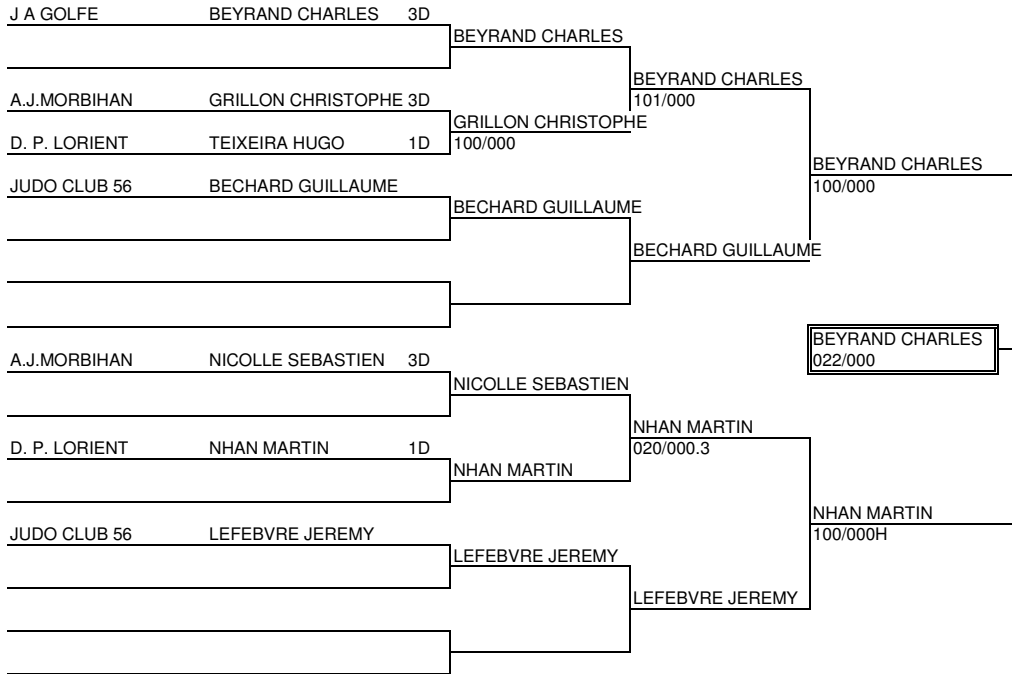 J A GOLFE BEYRAND CHARLES 3D
BEYRAND CHARLES
BEYRAND CHARLES
101/000
A.J.MORBIHAN GRILLON CHRISTOPHE 3D
GRILLON CHRISTOPHE
100/000
D. P. LORIENT TEIXEIRA HUGO 1D
BEYRAND CHARLES
100/000
JUDO CLUB 56 BECHARD GUILLAUME
BECHARD GUILLAUME
BECHARD GUILLAUME
BEYRAND CHARLES
022/000
A.J.MORBIHAN NICOLLE SEBASTIEN 3D
NICOLLE SEBASTIEN
NHAN MARTIN
020/000.3
D. P. LORIENT NHAN MARTIN 1D
NHAN MARTIN
NHAN MARTIN
100/000H
JUDO CLUB 56 LEFEBVRE JEREMY
LEFEBVRE JEREMY
LEFEBVRE JEREMY